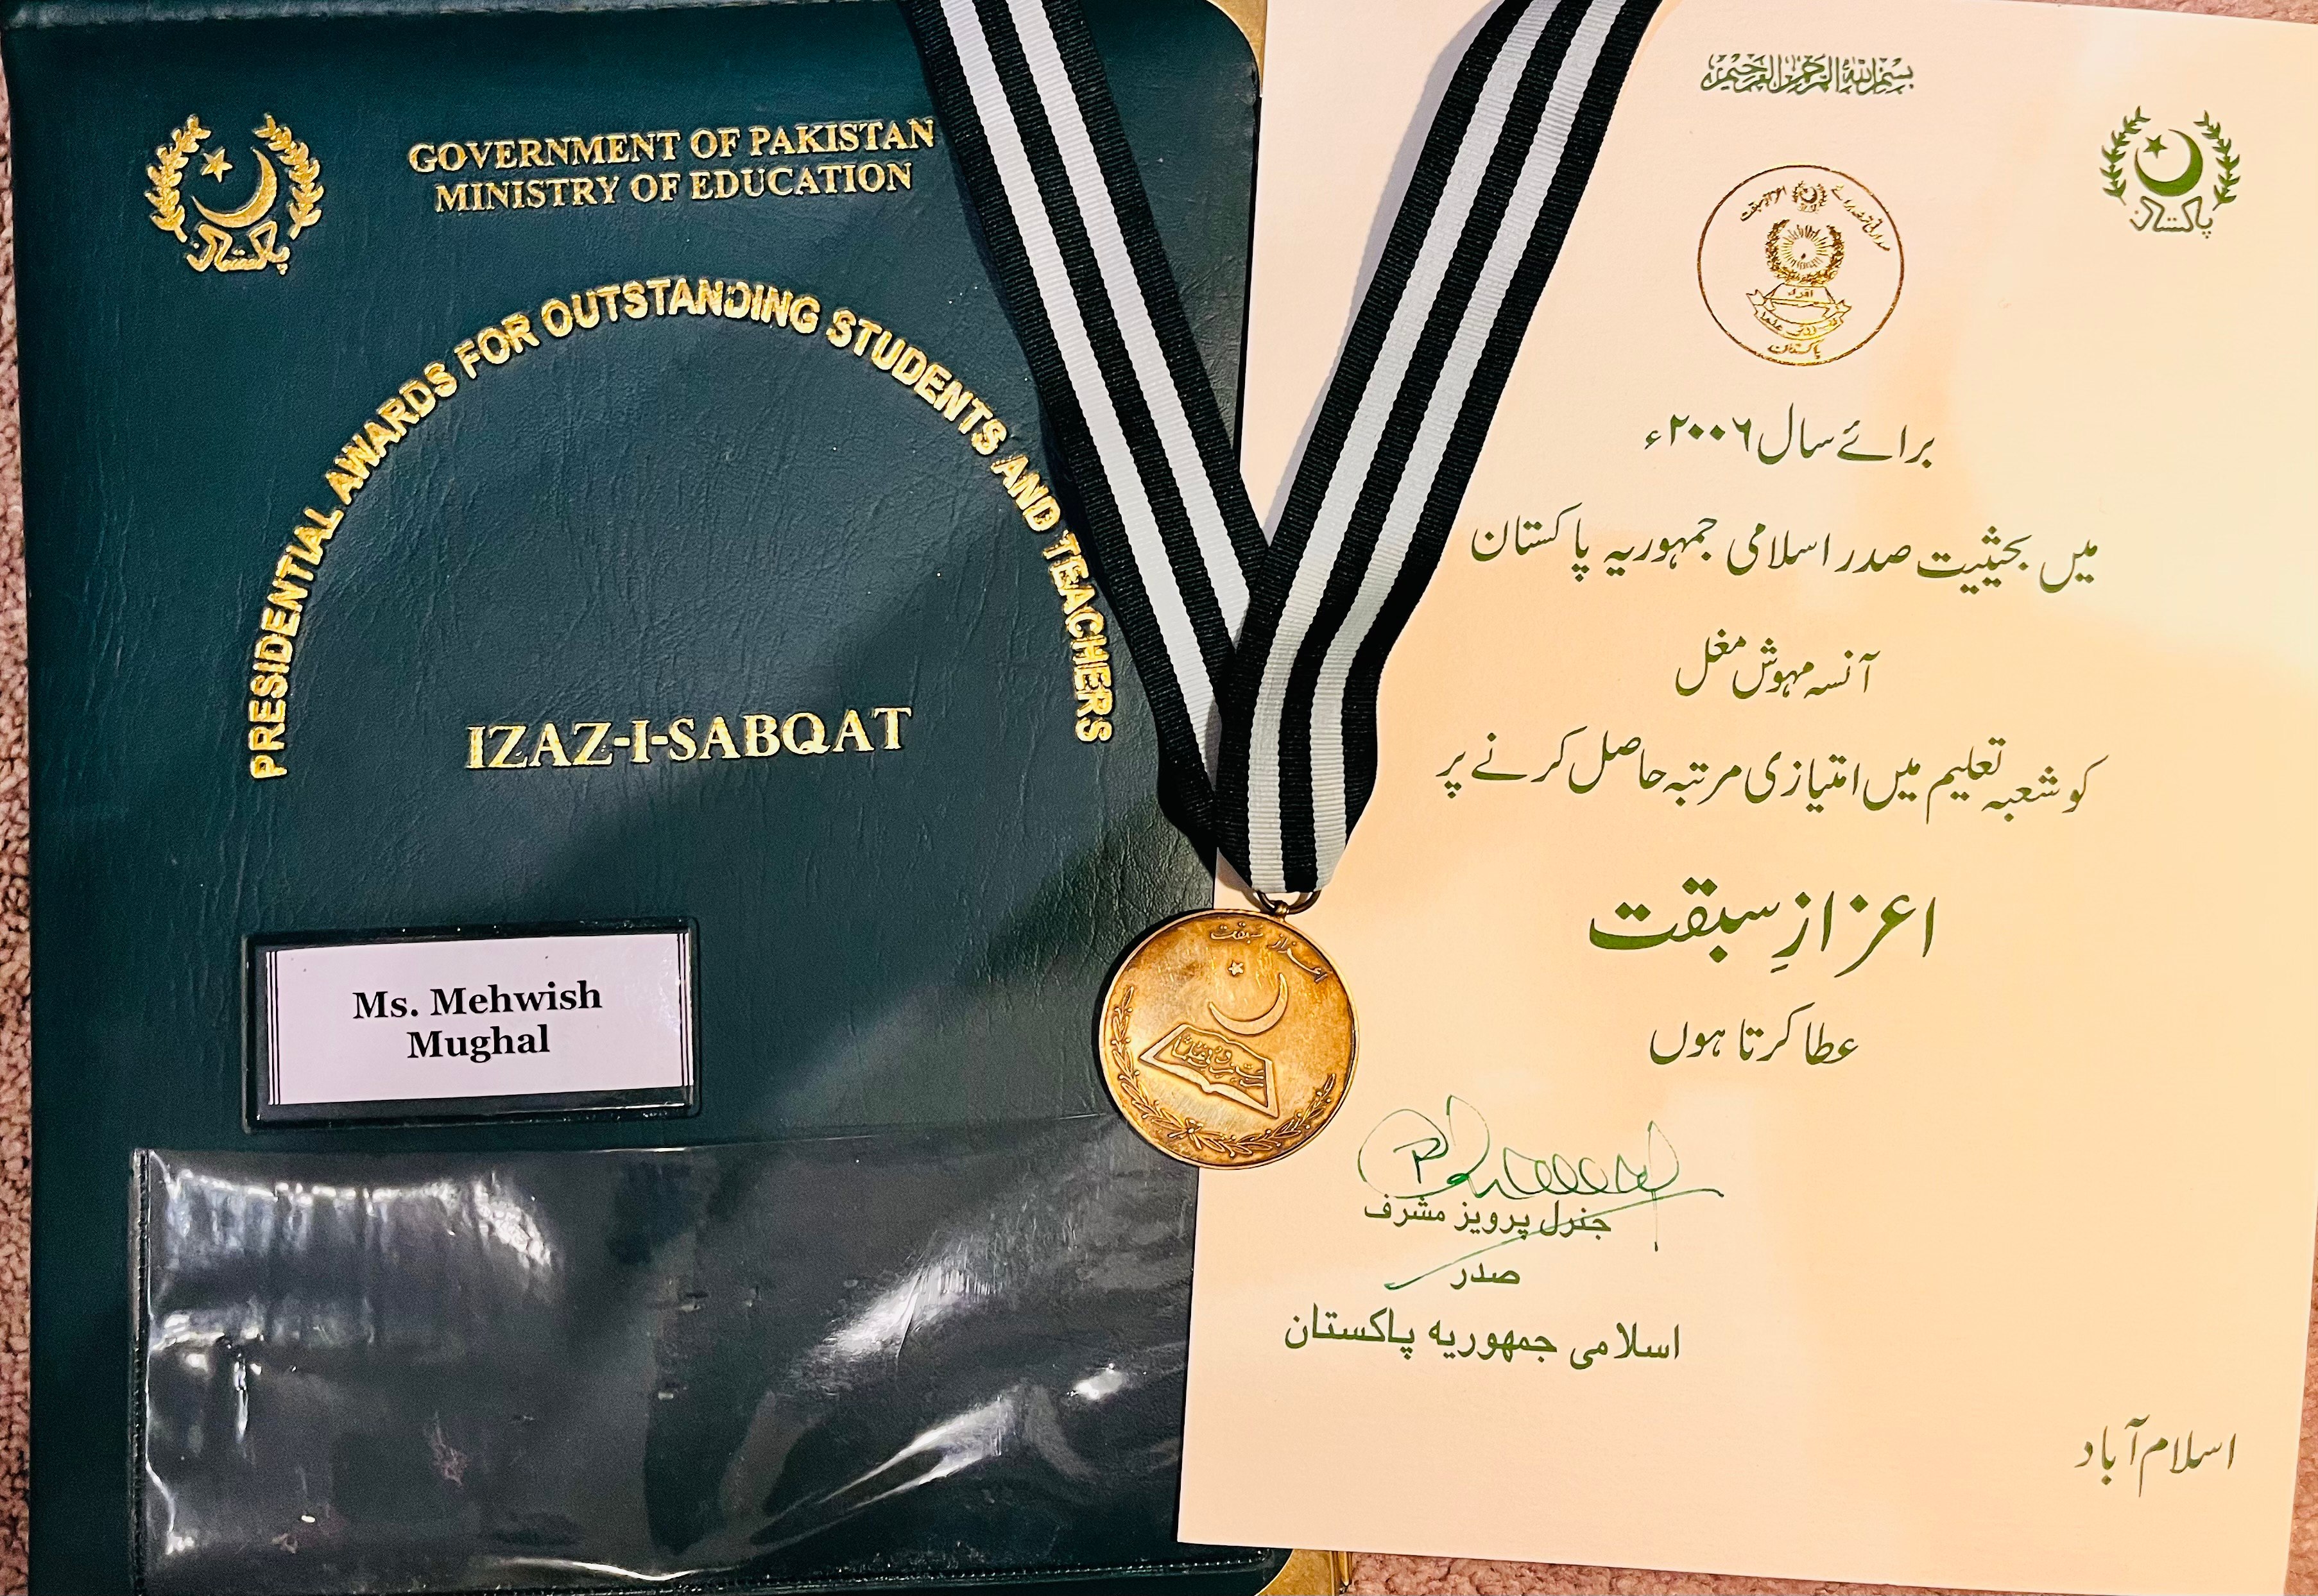 GOVERNMENT OF PAKISTAN
MINISTRY OF EDUCATION
پاکستان
PRESIDENTIAL AWARDS FOR OUTSTANDING STUDENTS AND TEACHERS
IZAZ-I-SABQAT
Ms. Mehwish
Mughal
اعزاز سبقت
بسم اللہ الرحمن الرحیم
پاکستان
پاکستان
برائے سال ۲۰۰۶ء
میں بحیثیت صدر اسلامی جمہوریہ پاکستان
آنسہ مہوش مغل
کو شعبہ تعلیم میں امتیازی مرتبہ حاصل کرنے پر
اعزازِ سبقت
عطا کرتا ہوں
جنرل پرویز مشرف
صدر
اسلامی جمہوریہ پاکستان
اسلام آباد